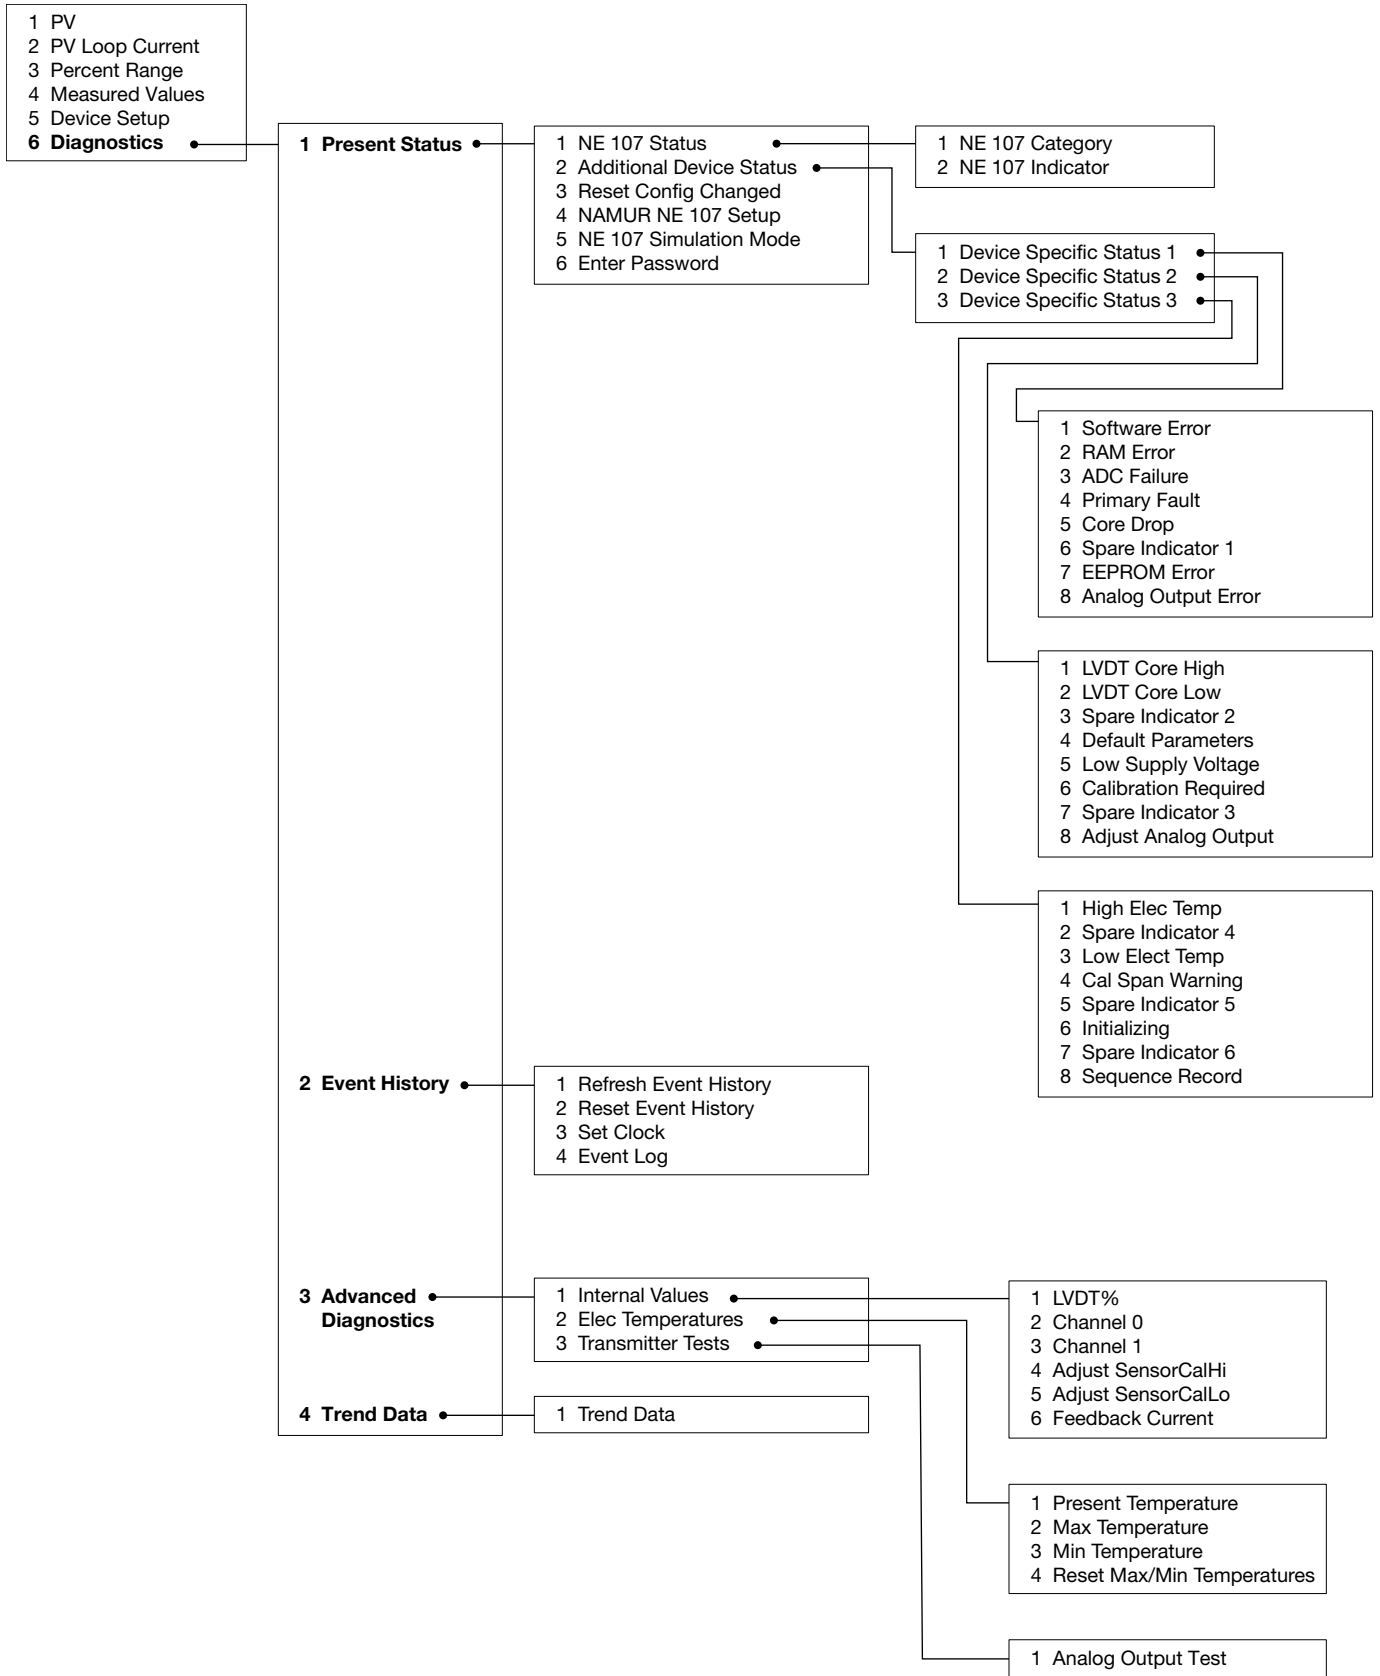 1 PV
2 PV Loop Current
3 Percent Range
4 Measured Values
5 Device Setup
6 Diagnostics
1 Present Status
1 NE 107 Status
2 Additional Device Status
3 Reset Config Changed
4 NAMUR NE 107 Setup
5 NE 107 Simulation Mode
6 Enter Password
1 NE 107 Category
2 NE 107 Indicator
1 Device Specific Status 1
2 Device Specific Status 2
3 Device Specific Status 3
1 Software Error
2 RAM Error
3 ADC Failure
4 Primary Fault
5 Core Drop
6 Spare Indicator 1
7 EEPROM Error
8 Analog Output Error
1 LVDT Core High
2 LVDT Core Low
3 Spare Indicator 2
4 Default Parameters
5 Low Supply Voltage
6 Calibration Required
7 Spare Indicator 3
8 Adjust Analog Output
1 High Elec Temp
2 Spare Indicator 4
3 Low Elect Temp
4 Cal Span Warning
5 Spare Indicator 5
6 Initializing
7 Spare Indicator 6
8 Sequence Record
2 Event History
1 Refresh Event History
2 Reset Event History
3 Set Clock
4 Event Log
3 Advanced
Diagnostics
1 Internal Values
2 Elec Temperatures
3 Transmitter Tests
1 LVDT%
2 Channel 0
3 Channel 1
4 Adjust SensorCalHi
5 Adjust SensorCalLo
6 Feedback Current
4 Trend Data
1 Trend Data
1 Present Temperature
2 Max Temperature
3 Min Temperature
4 Reset Max/Min Temperatures
1 Analog Output Test